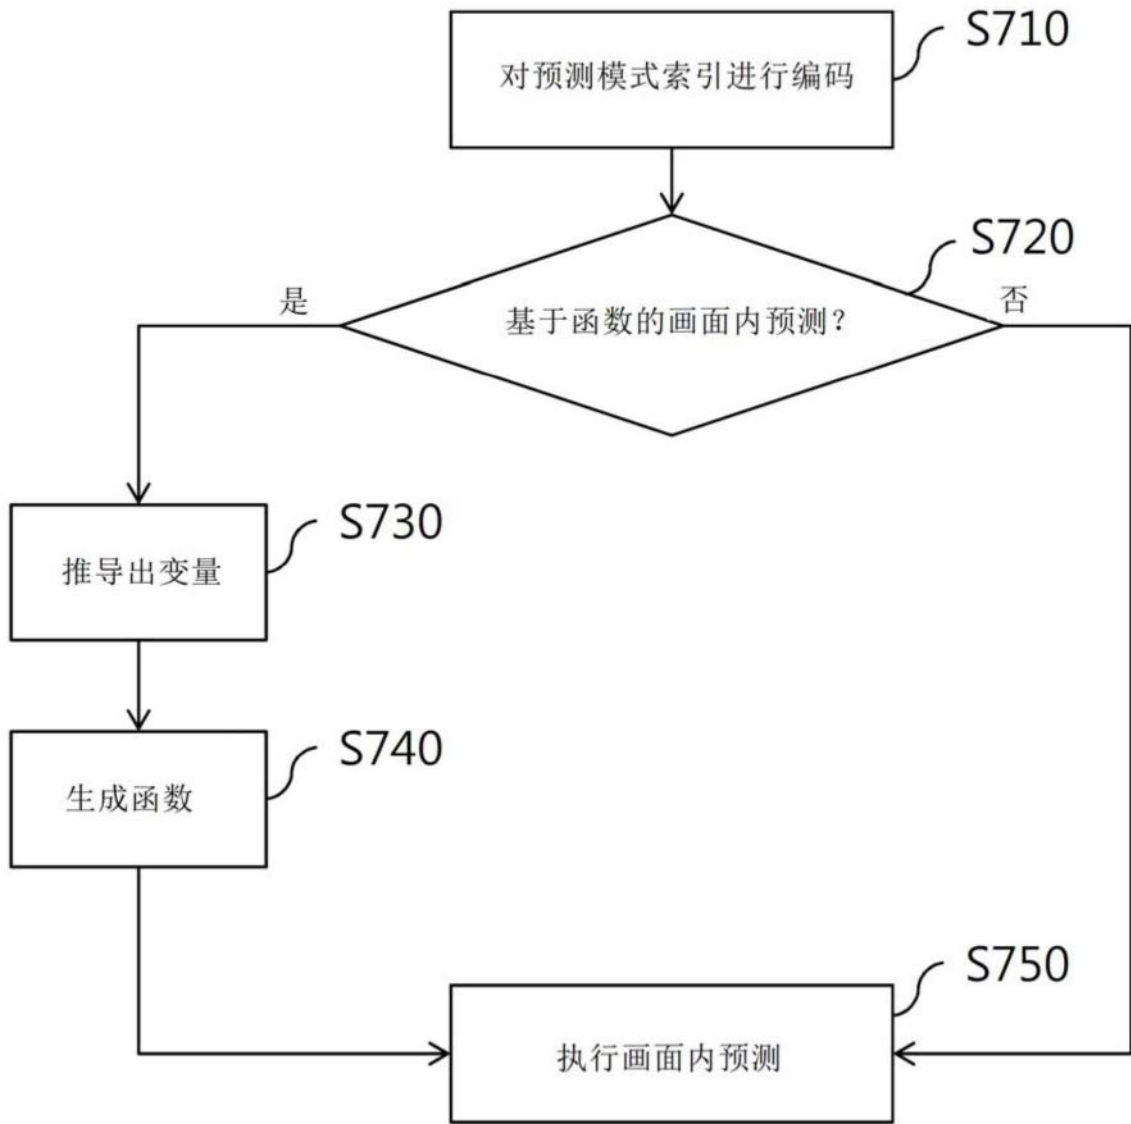 S710
对预测模式索引进行编码
S720
是
基于函数的画面内预测?
否
S730
推导出变量
S740
生成函数
S750
执行画面内预测